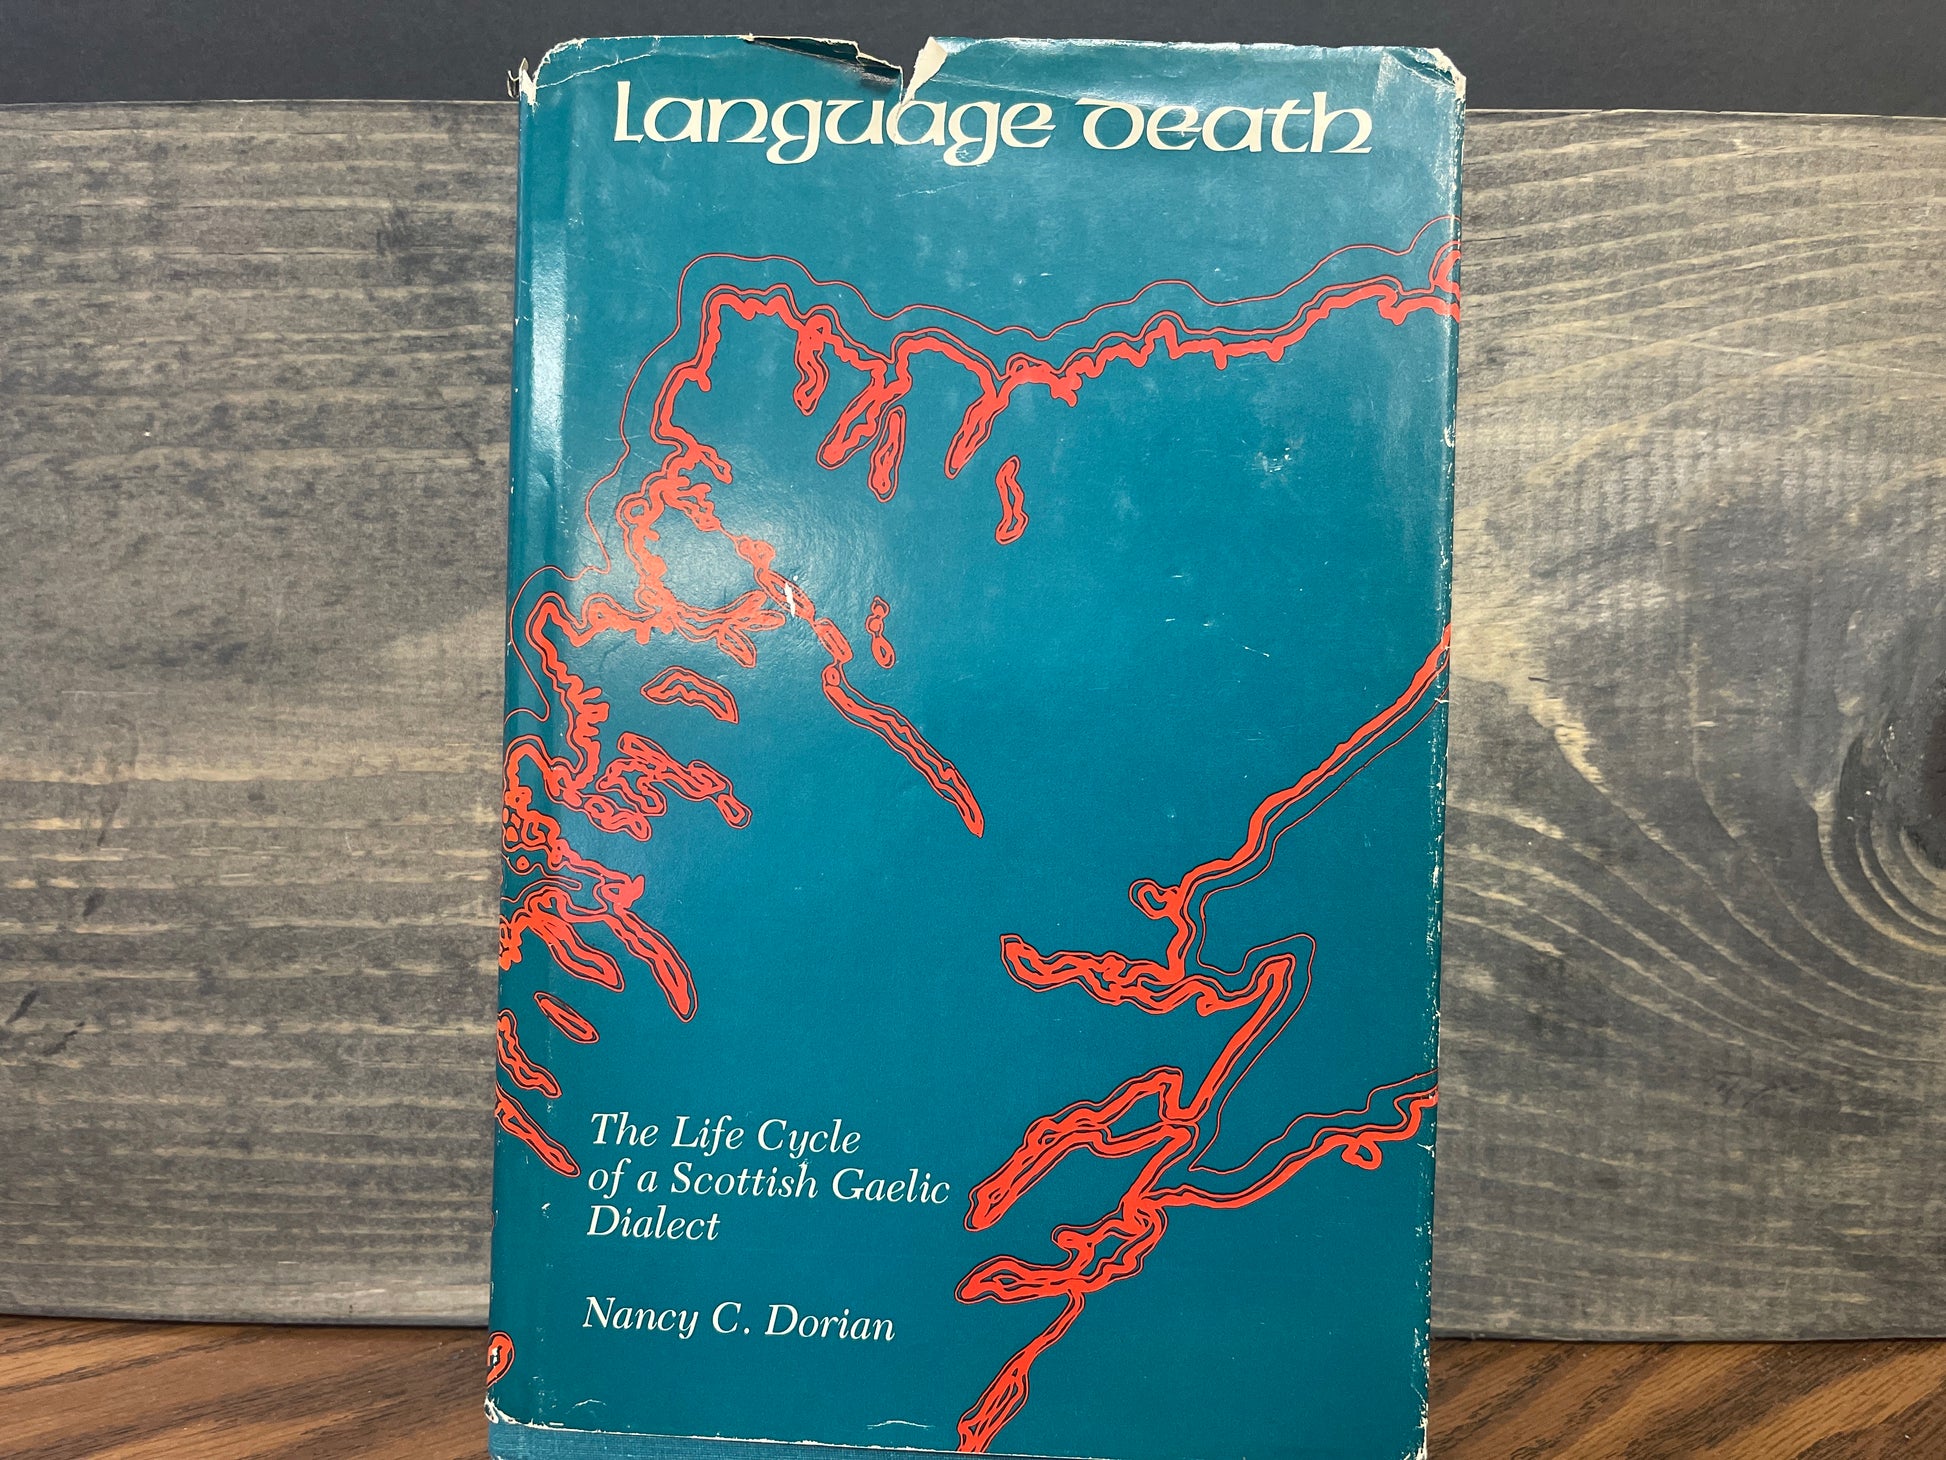 Language death
The Life Cycle
of a Scottish Gaelic
Dialect
Nancy C. Dorian